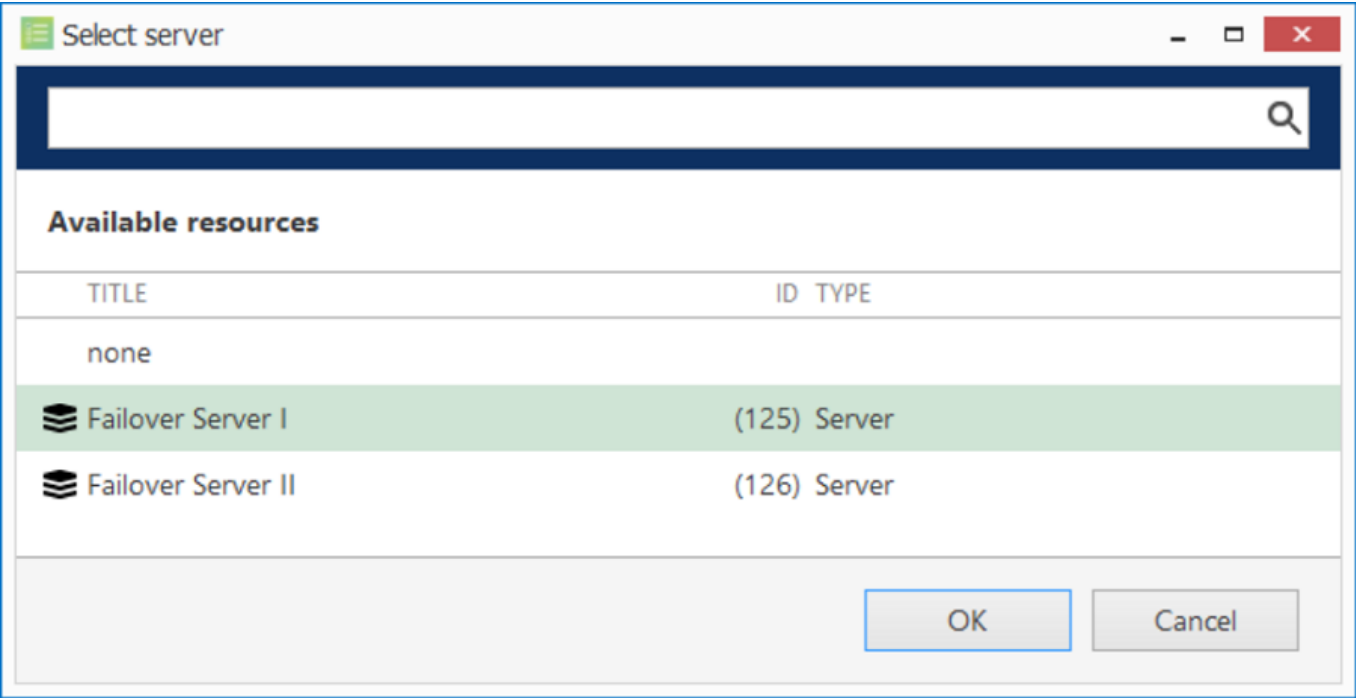 Select server
Available resources
TITLE ID TYPE
none
Failover Server I (125) Server
Failover Server II (126) Server
OK Cancel